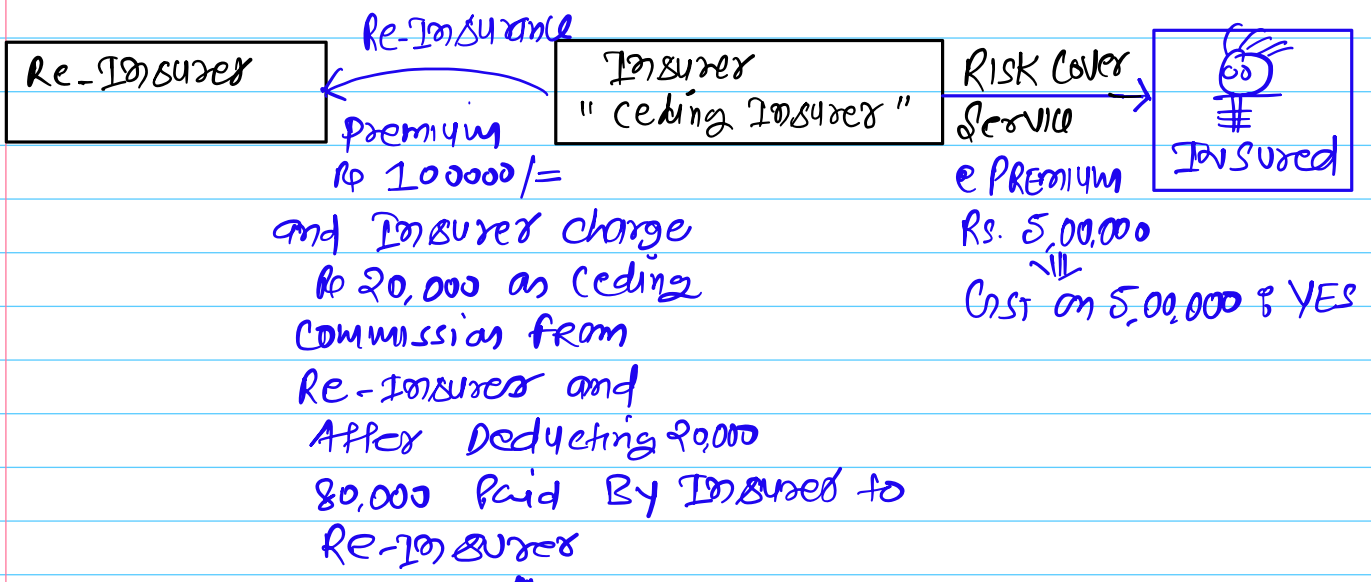 Re-Insurance
Re-Insurer
Insurer
"Ceding Insurer"
Risk Cover
Service
Insured
Premium
Rs 100000/=
and Insurer charge
Rs 20,000 as Ceding
Commission from
Re-Insurer and
After Deducting 20,000
80,000 Paid By Insurer to
Re-Insurer
@ PREMIUM
Rs. 5,00,000
GST on 5,00,000 : YES